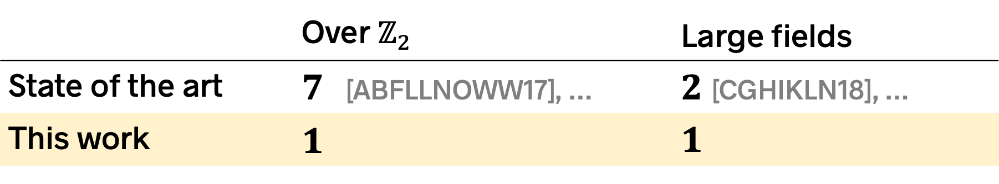 Over ℤ₂ Large fields
State of the art 7 [ABFLLNOWW17], ... 2 [CGHIKLN18], ...
This work 1 1